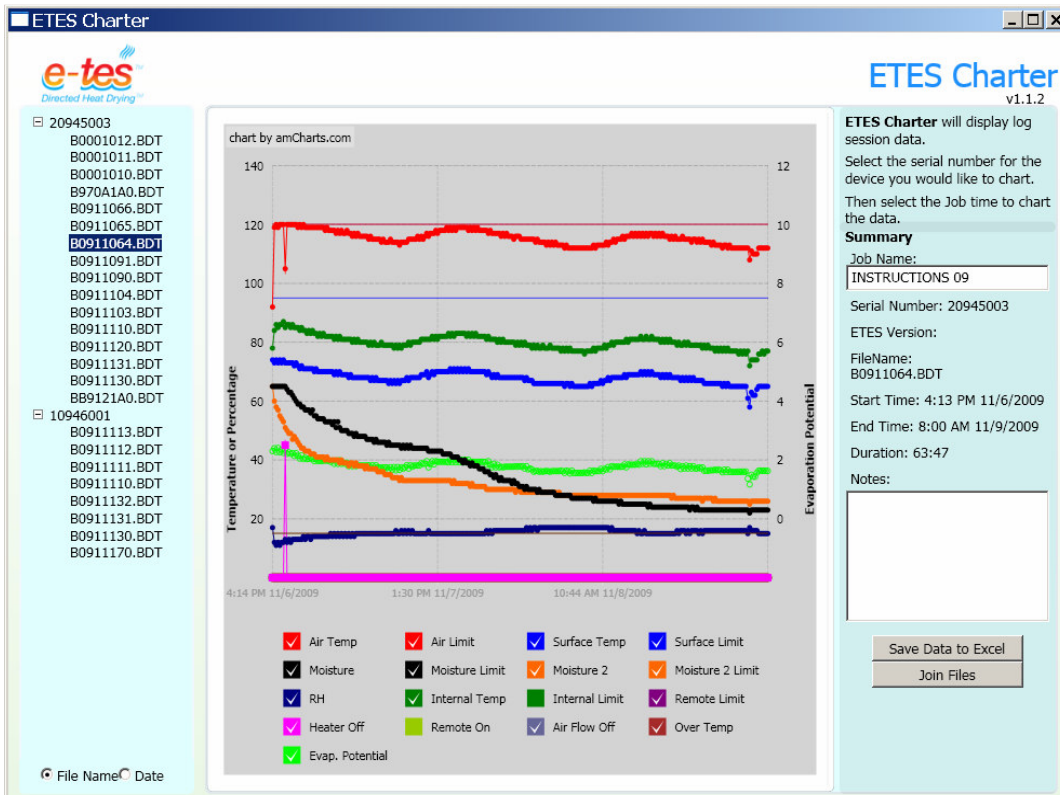 ETES Charter
e-tes
Directed Heat Drying
ETES Charter
v1.1.2
20945003
B0001012.BDT
B0001011.BDT
B0001010.BDT
B970A1A0.BDT
B0911066.BDT
B0911065.BDT
B0911064.BDT
B0911091.BDT
B0911090.BDT
B0911104.BDT
B0911103.BDT
B0911110.BDT
B0911120.BDT
B0911131.BDT
B0911130.BDT
BB9121A0.BDT
10946001
B0911113.BDT
B0911112.BDT
B0911111.BDT
B0911110.BDT
B0911132.BDT
B0911131.BDT
B0911130.BDT
B0911170.BDT
File Name Date
chart by amCharts.com
140
120
100
80
60
40
20
Temperature or Percentage
12
10
8
6
4
2
0
Evaporation Potential
4:14 PM 11/6/2009 1:30 PM 11/7/2009 10:44 AM 11/8/2009
Air Temp Air Limit Surface Temp Surface Limit
Moisture Moisture Limit Moisture 2 Moisture 2 Limit
RH Internal Temp Internal Limit Remote Limit
Heater Off Remote On Air Flow Off Over Temp
Evap. Potential
ETES Charter will display log
session data.
Select the serial number for the
device you would like to chart.
Then select the Job time to chart
the data.
Summary
Job Name:
INSTRUCTIONS 09
Serial Number: 20945003
ETES Version:
FileName:
B0911064.BDT
Start Time: 4:13 PM 11/6/2009
End Time: 8:00 AM 11/9/2009
Duration: 63:47
Notes:
Save Data to Excel
Join Files